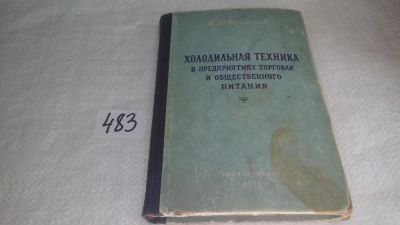 ХОЛОДИЛЬНАЯ ТЕХНИКА
В ПРЕДПРИЯТИЯХ ТОРГОВЛИ
И ОБЩЕСТВЕННОГО
ПИТАНИЯ
483